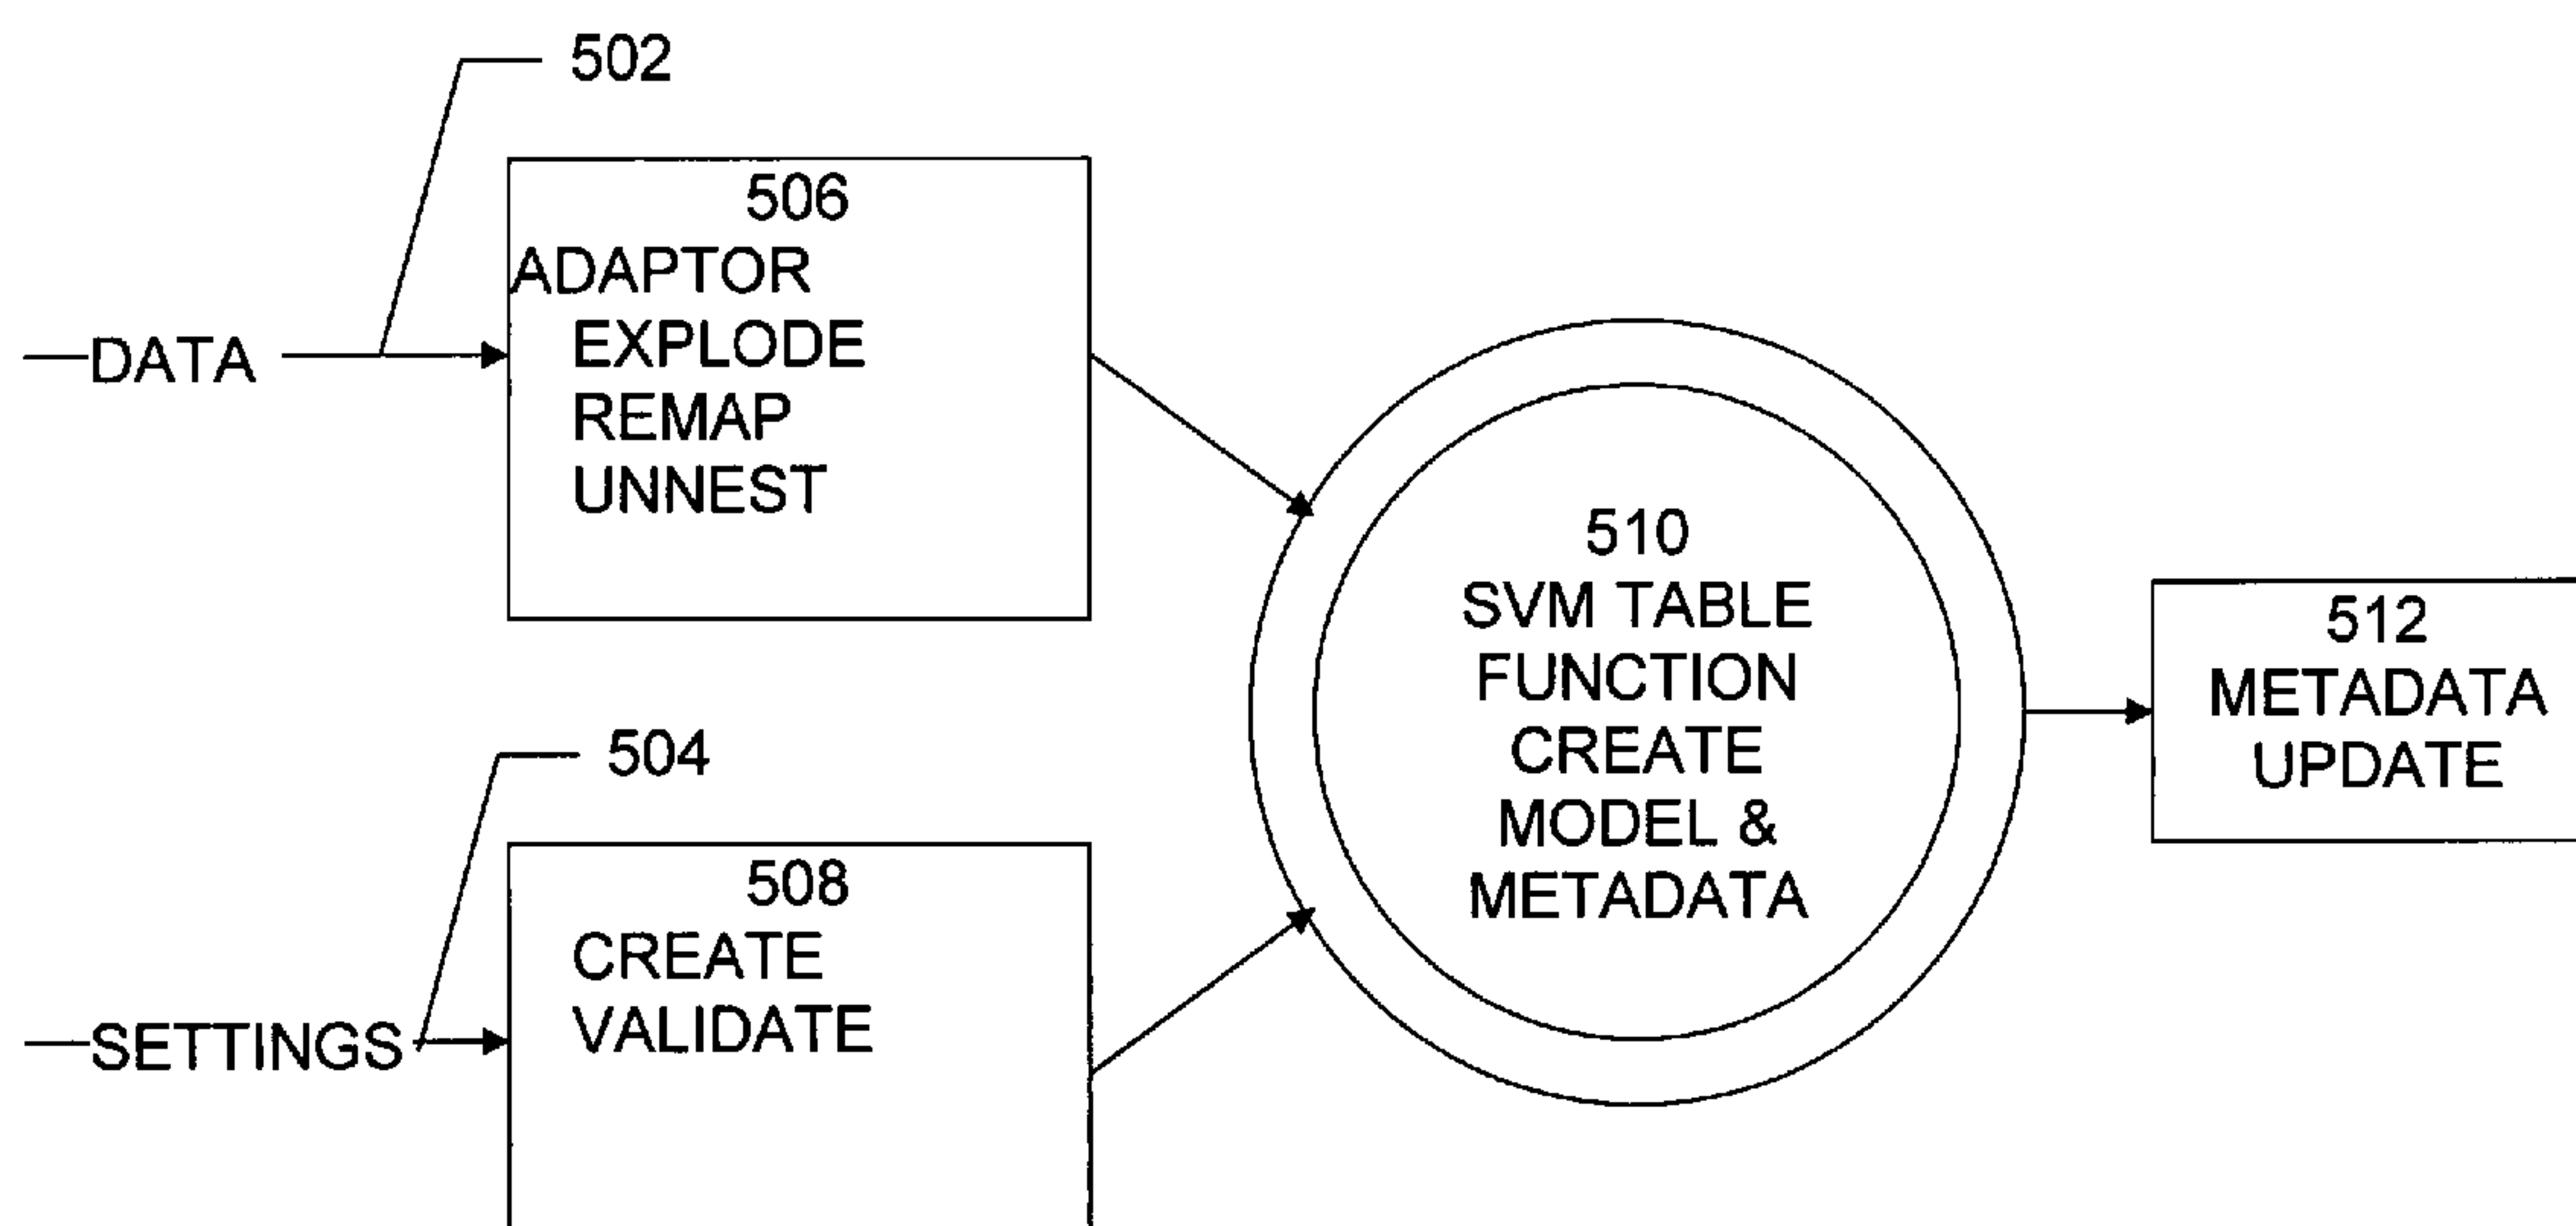 502
506
ADAPTOR
EXPLODE
REMAP
UNNEST
DATA
510
SVM TABLE
FUNCTION
CREATE
MODEL &
METADATA
512
METADATA
UPDATE
504
508
CREATE
VALIDATE
SETTINGS